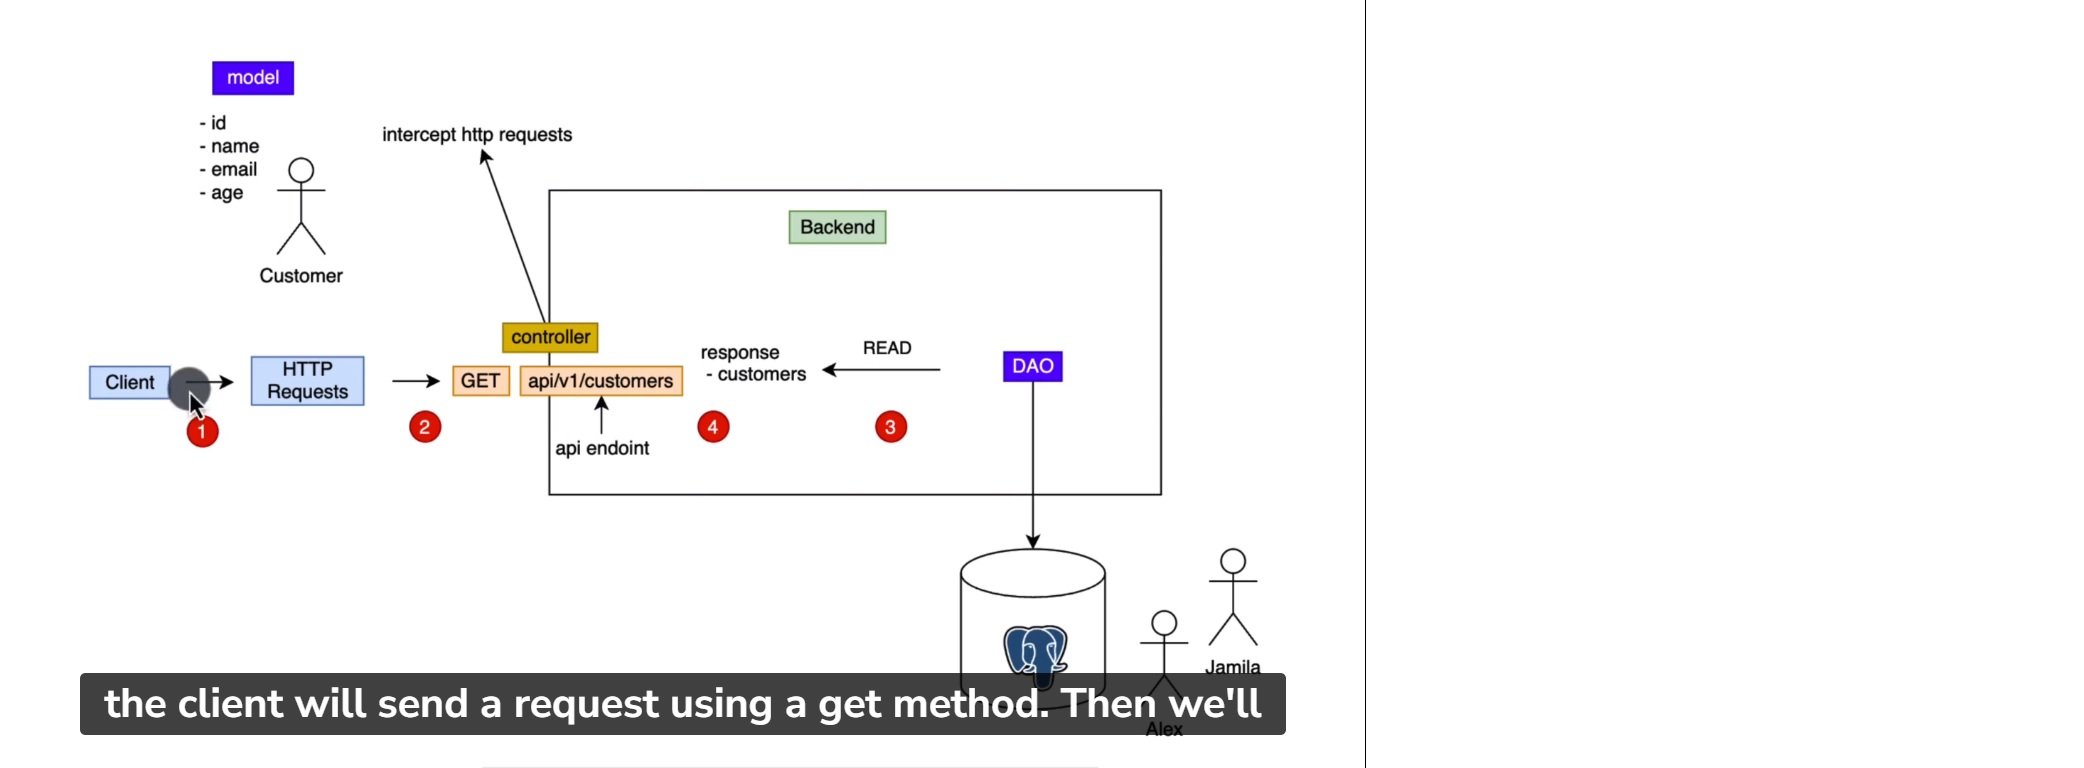 model
- id
- name
- email
- age
Customer
intercept http requests
Backend
controller
Client
HTTP
Requests
GET
api/v1/customers
response
- customers
READ
DAO
1
2
4
3
api endoint
Jamila
Alex
the client will send a request using a get method. Then we'll